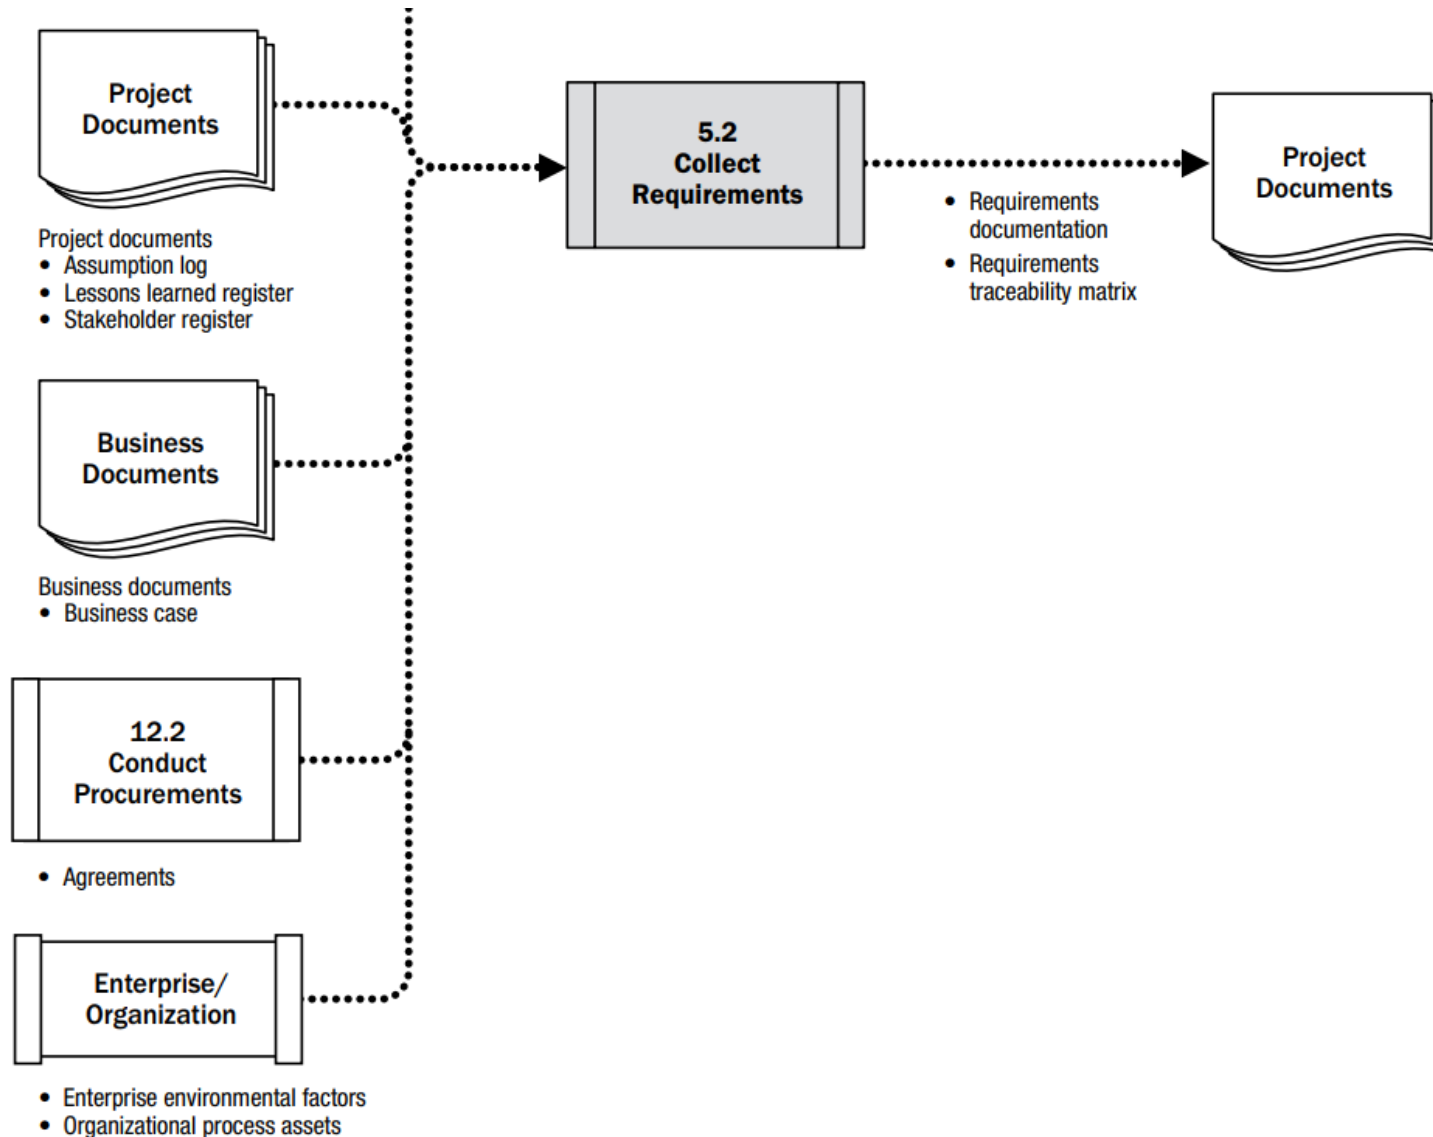 Project
Documents
Project documents
• Assumption log
• Lessons learned register
• Stakeholder register
Business
Documents
Business documents
• Business case
12.2
Conduct
Procurements
• Agreements
Enterprise/
Organization
• Enterprise environmental factors
• Organizational process assets
5.2
Collect
Requirements
• Requirements
documentation
• Requirements
traceability matrix
Project
Documents